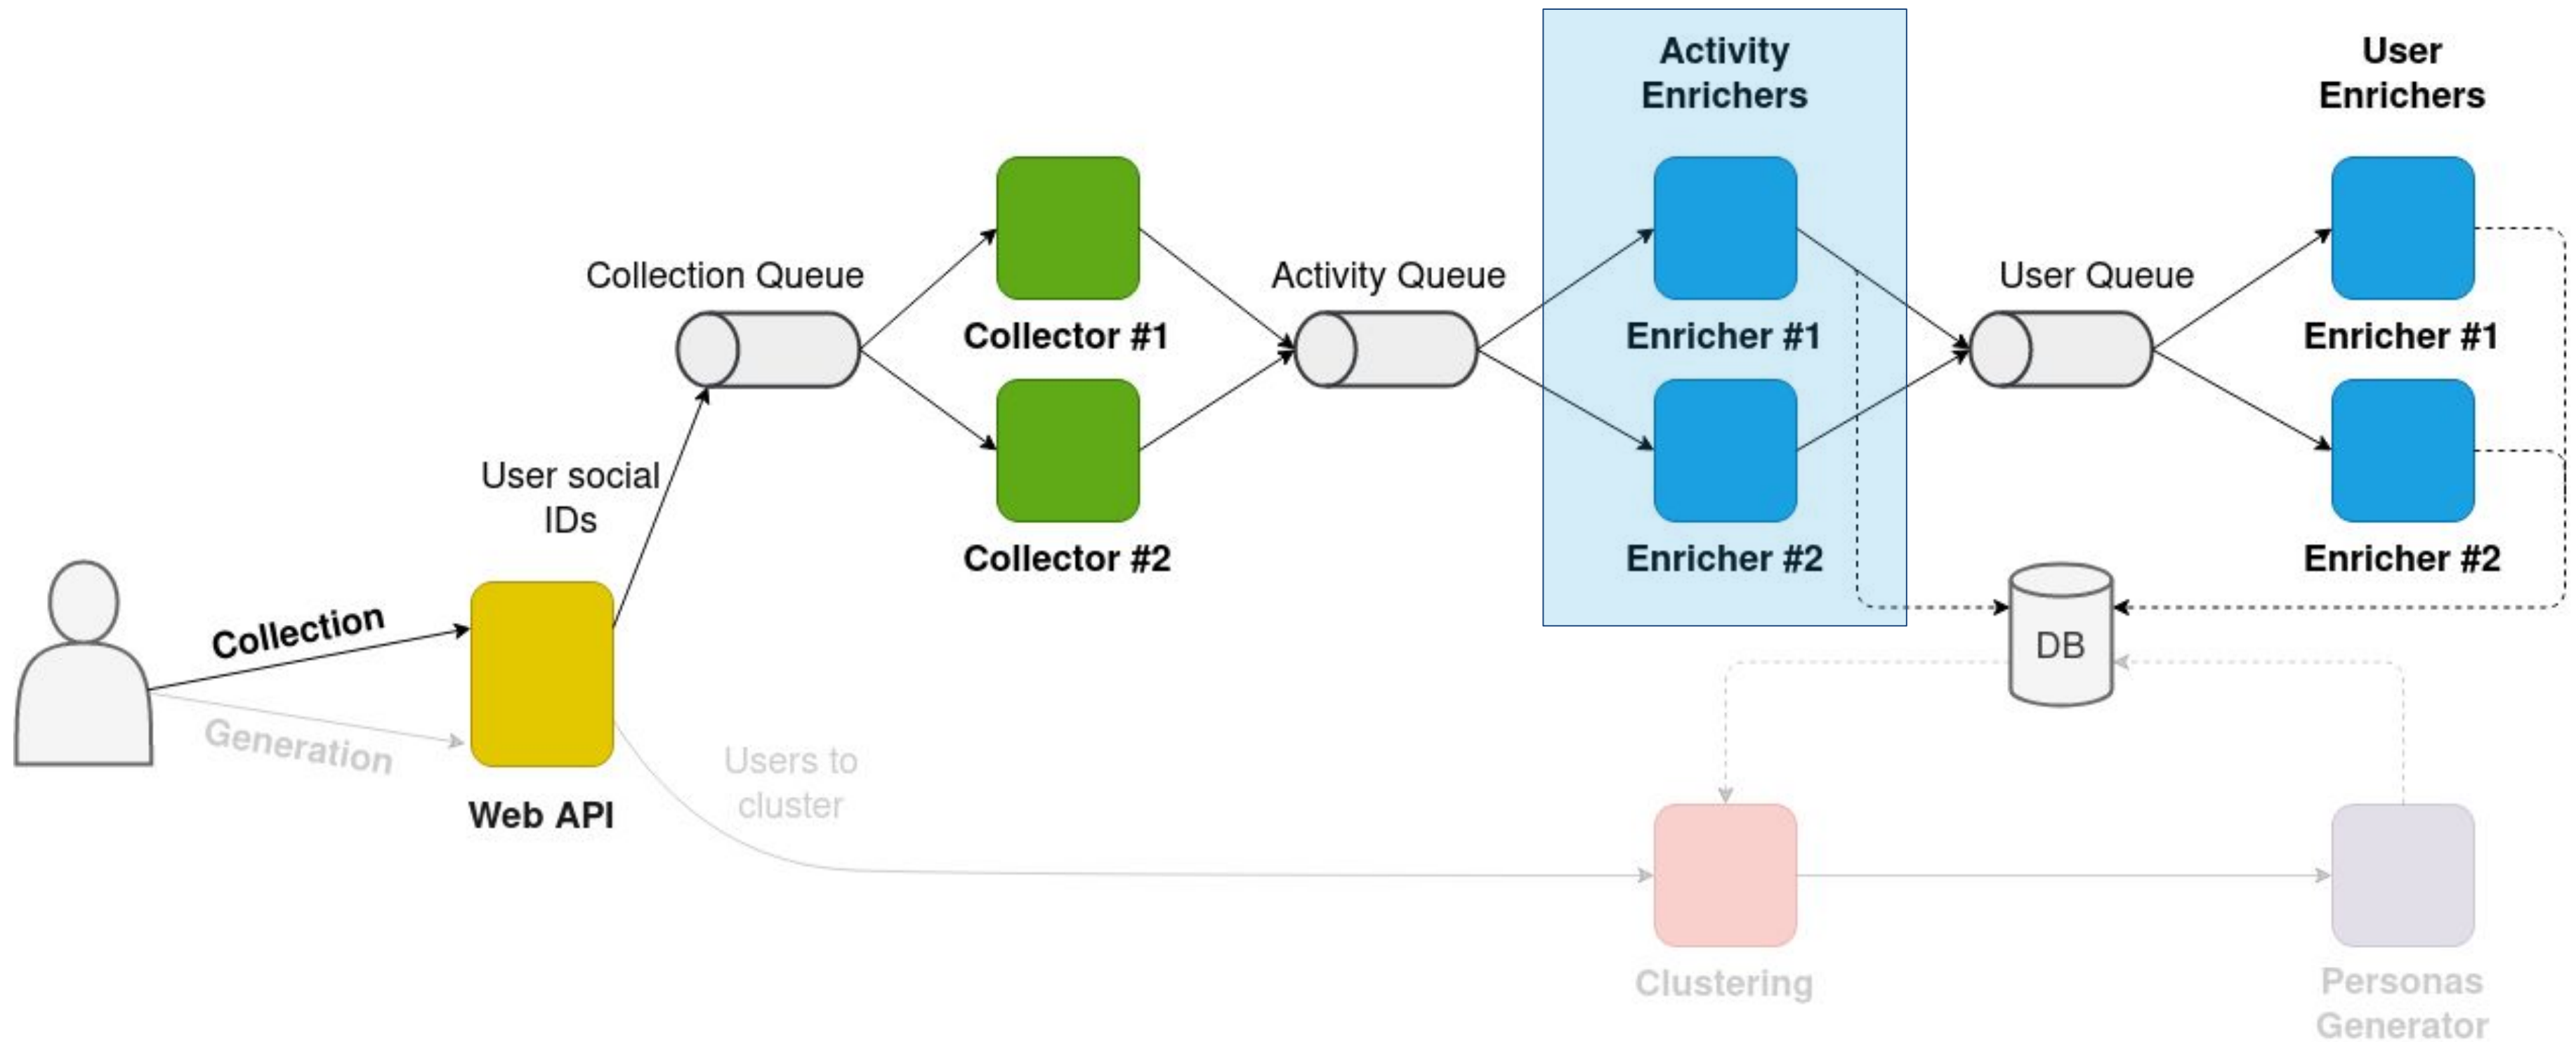 Activity
Enrichers
User
Enrichers
Collection Queue
Activity Queue
User Queue
Collector #1
Enricher #1
Enricher #1
User social
IDs
Collector #2
Enricher #2
Enricher #2
Collection
DB
Generation
Users to
cluster
Web API
Clustering
Personas
Generator